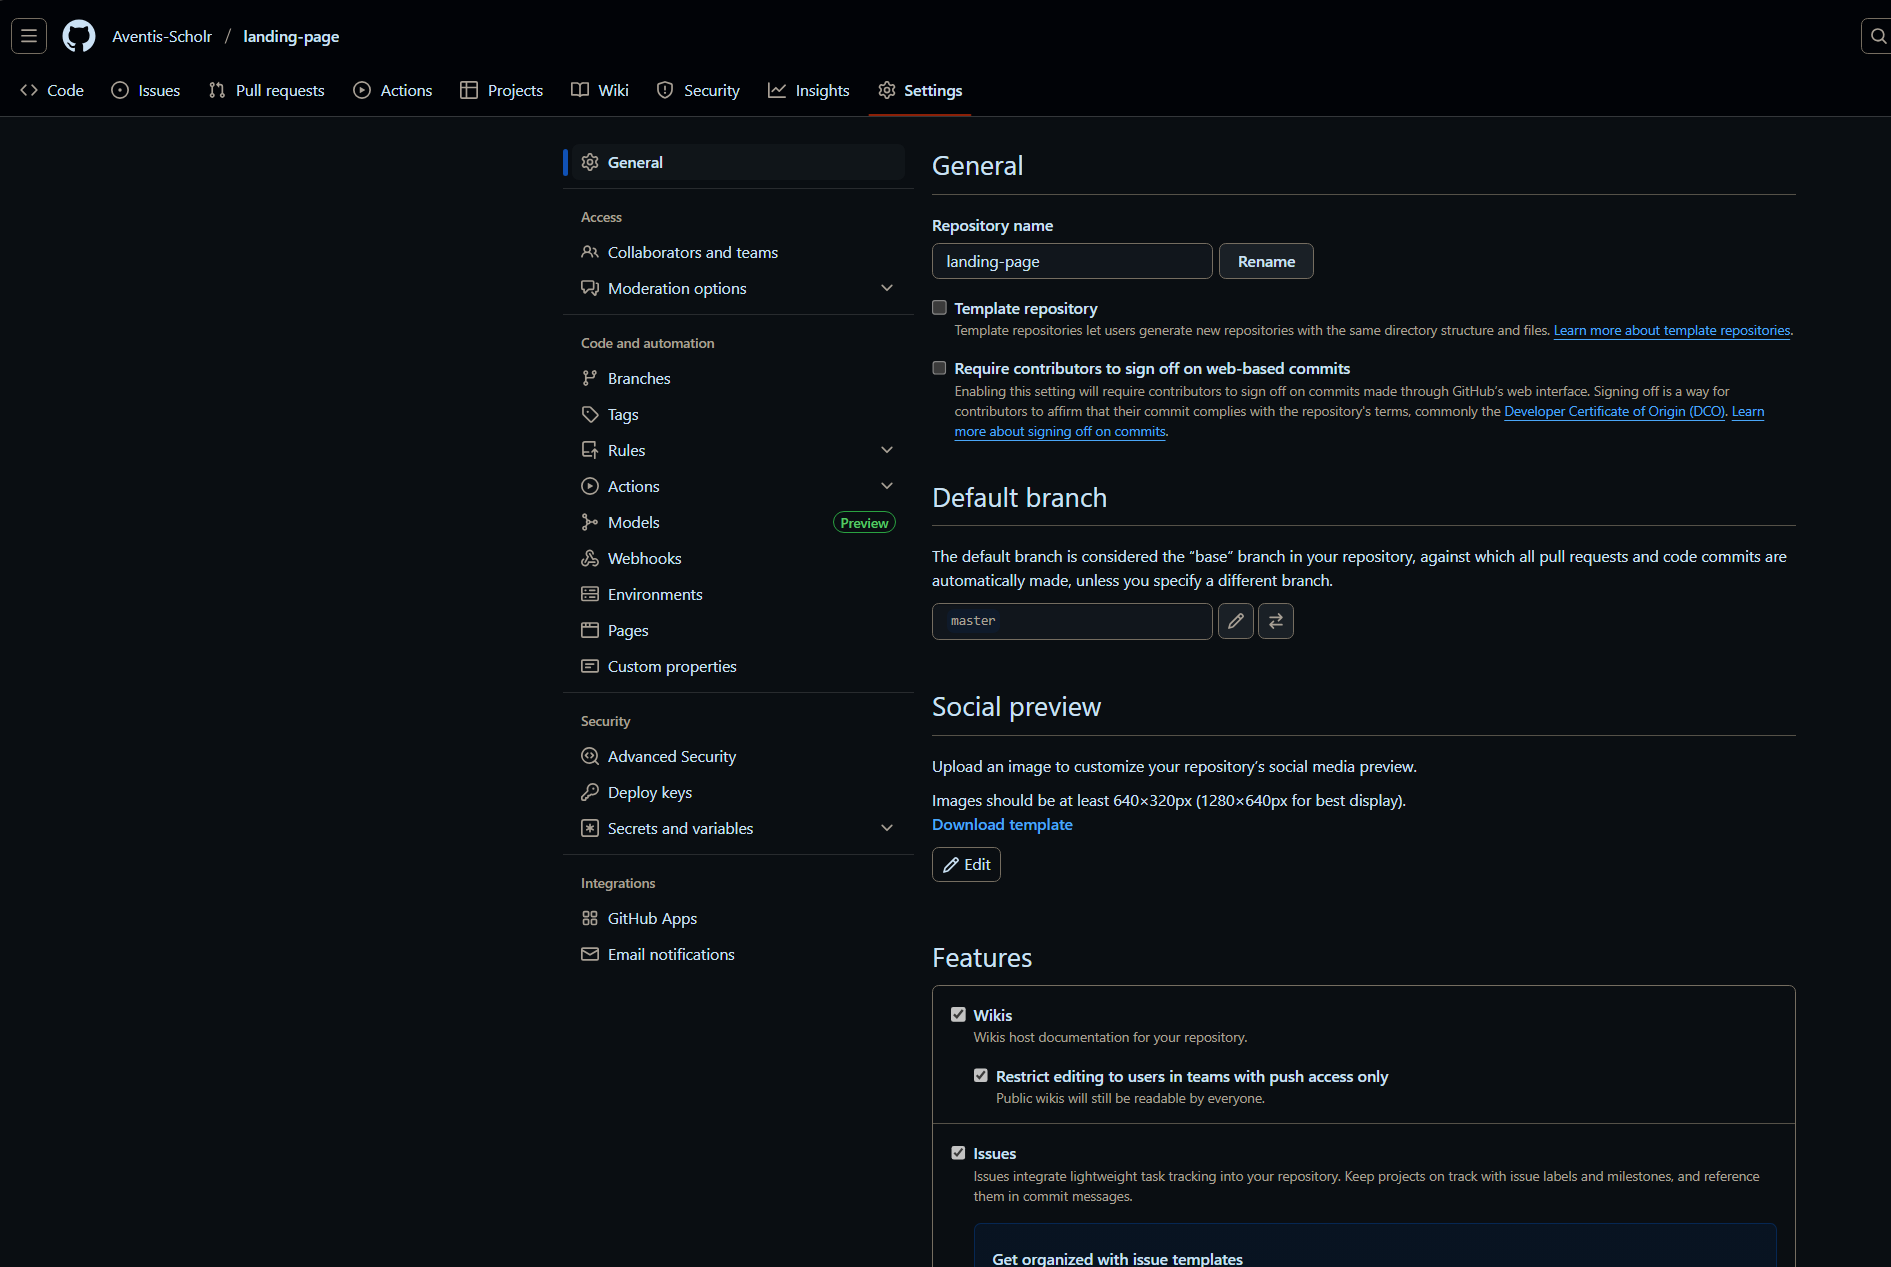 Aventis-Scholr / landing-page
Code Issues Pull requests Actions Projects Wiki Security Insights Settings
General
Access
Collaborators and teams
Moderation options
Code and automation
Branches
Tags
Rules
Actions
Models Preview
Webhooks
Environments
Pages
Custom properties
Security
Advanced Security
Deploy keys
Secrets and variables
Integrations
GitHub Apps
Email notifications
General
Repository name
landing-page Rename
Template repository
Template repositories let users generate new repositories with the same directory structure and files. Learn more about template repositories.
Require contributors to sign off on web-based commits
Enabling this setting will require contributors to sign off on commits made through GitHub’s web interface. Signing off is a way for
contributors to affirm that their commit complies with the repository's terms, commonly the Developer Certificate of Origin (DCO). Learn
more about signing off on commits.
Default branch
The default branch is considered the “base” branch in your repository, against which all pull requests and code commits are
automatically made, unless you specify a different branch.
master
Social preview
Upload an image to customize your repository’s social media preview.
Images should be at least 640×320px (1280×640px for best display).
Download template
Edit
Features
Wikis
Wikis host documentation for your repository.
Restrict editing to users in teams with push access only
Public wikis will still be readable by everyone.
Issues
Issues integrate lightweight task tracking into your repository. Keep projects on track with issue labels and milestones, and reference
them in commit messages.
Get organized with issue templates